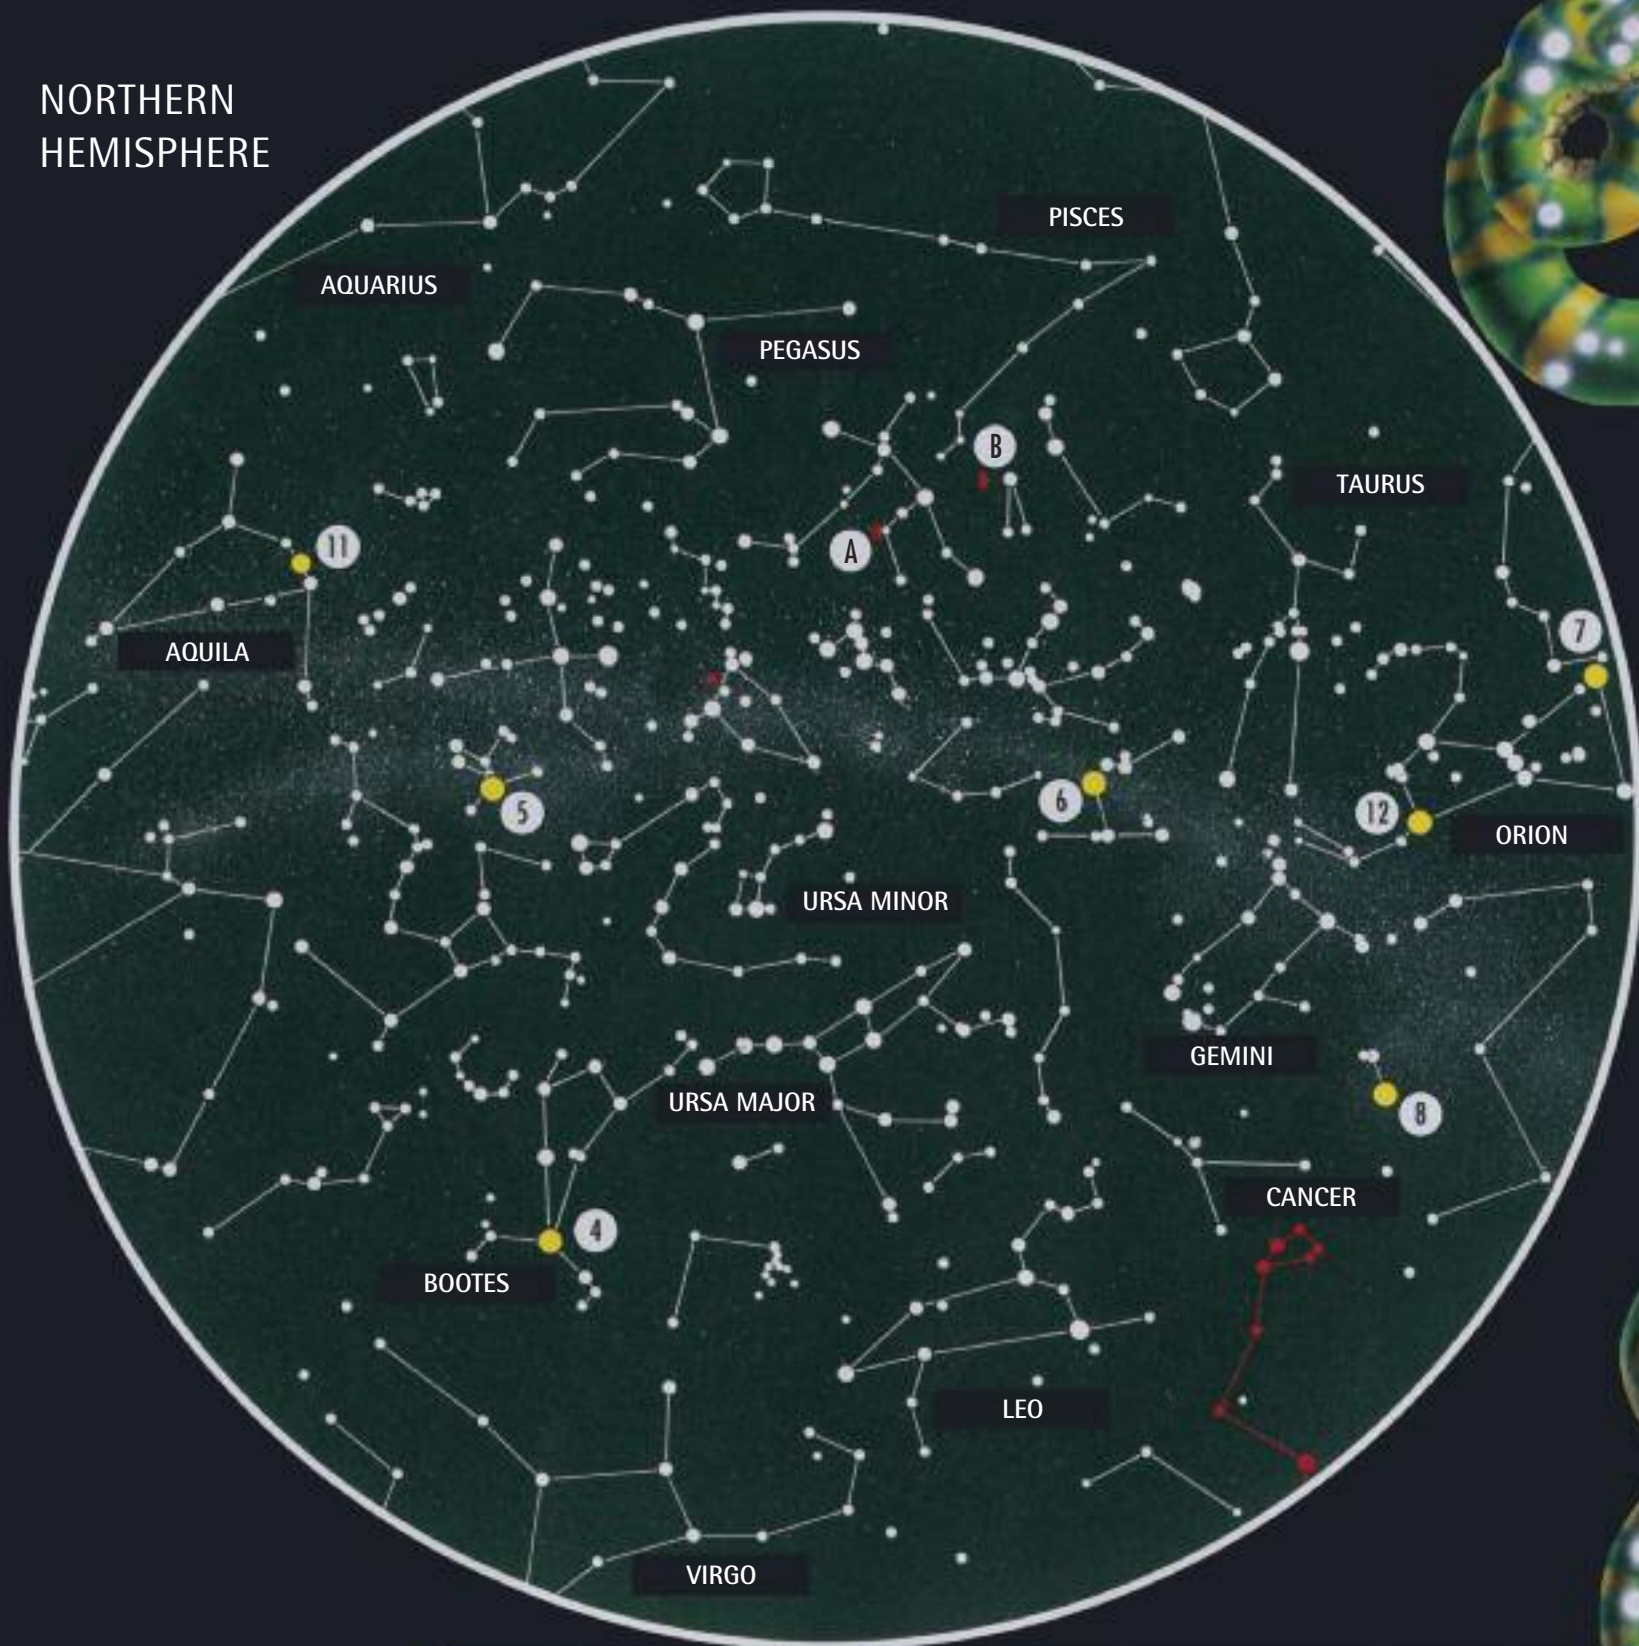 NORTHERN
HEMISPHERE
PISCES
AQUARIUS
PEGASUS
B
TAURUS
11
A
7
AQUILA
5
6
12
ORION
URSA MINOR
GEMINI
URSA MAJOR
8
CANCER
4
BOOTES
LEO
VIRGO